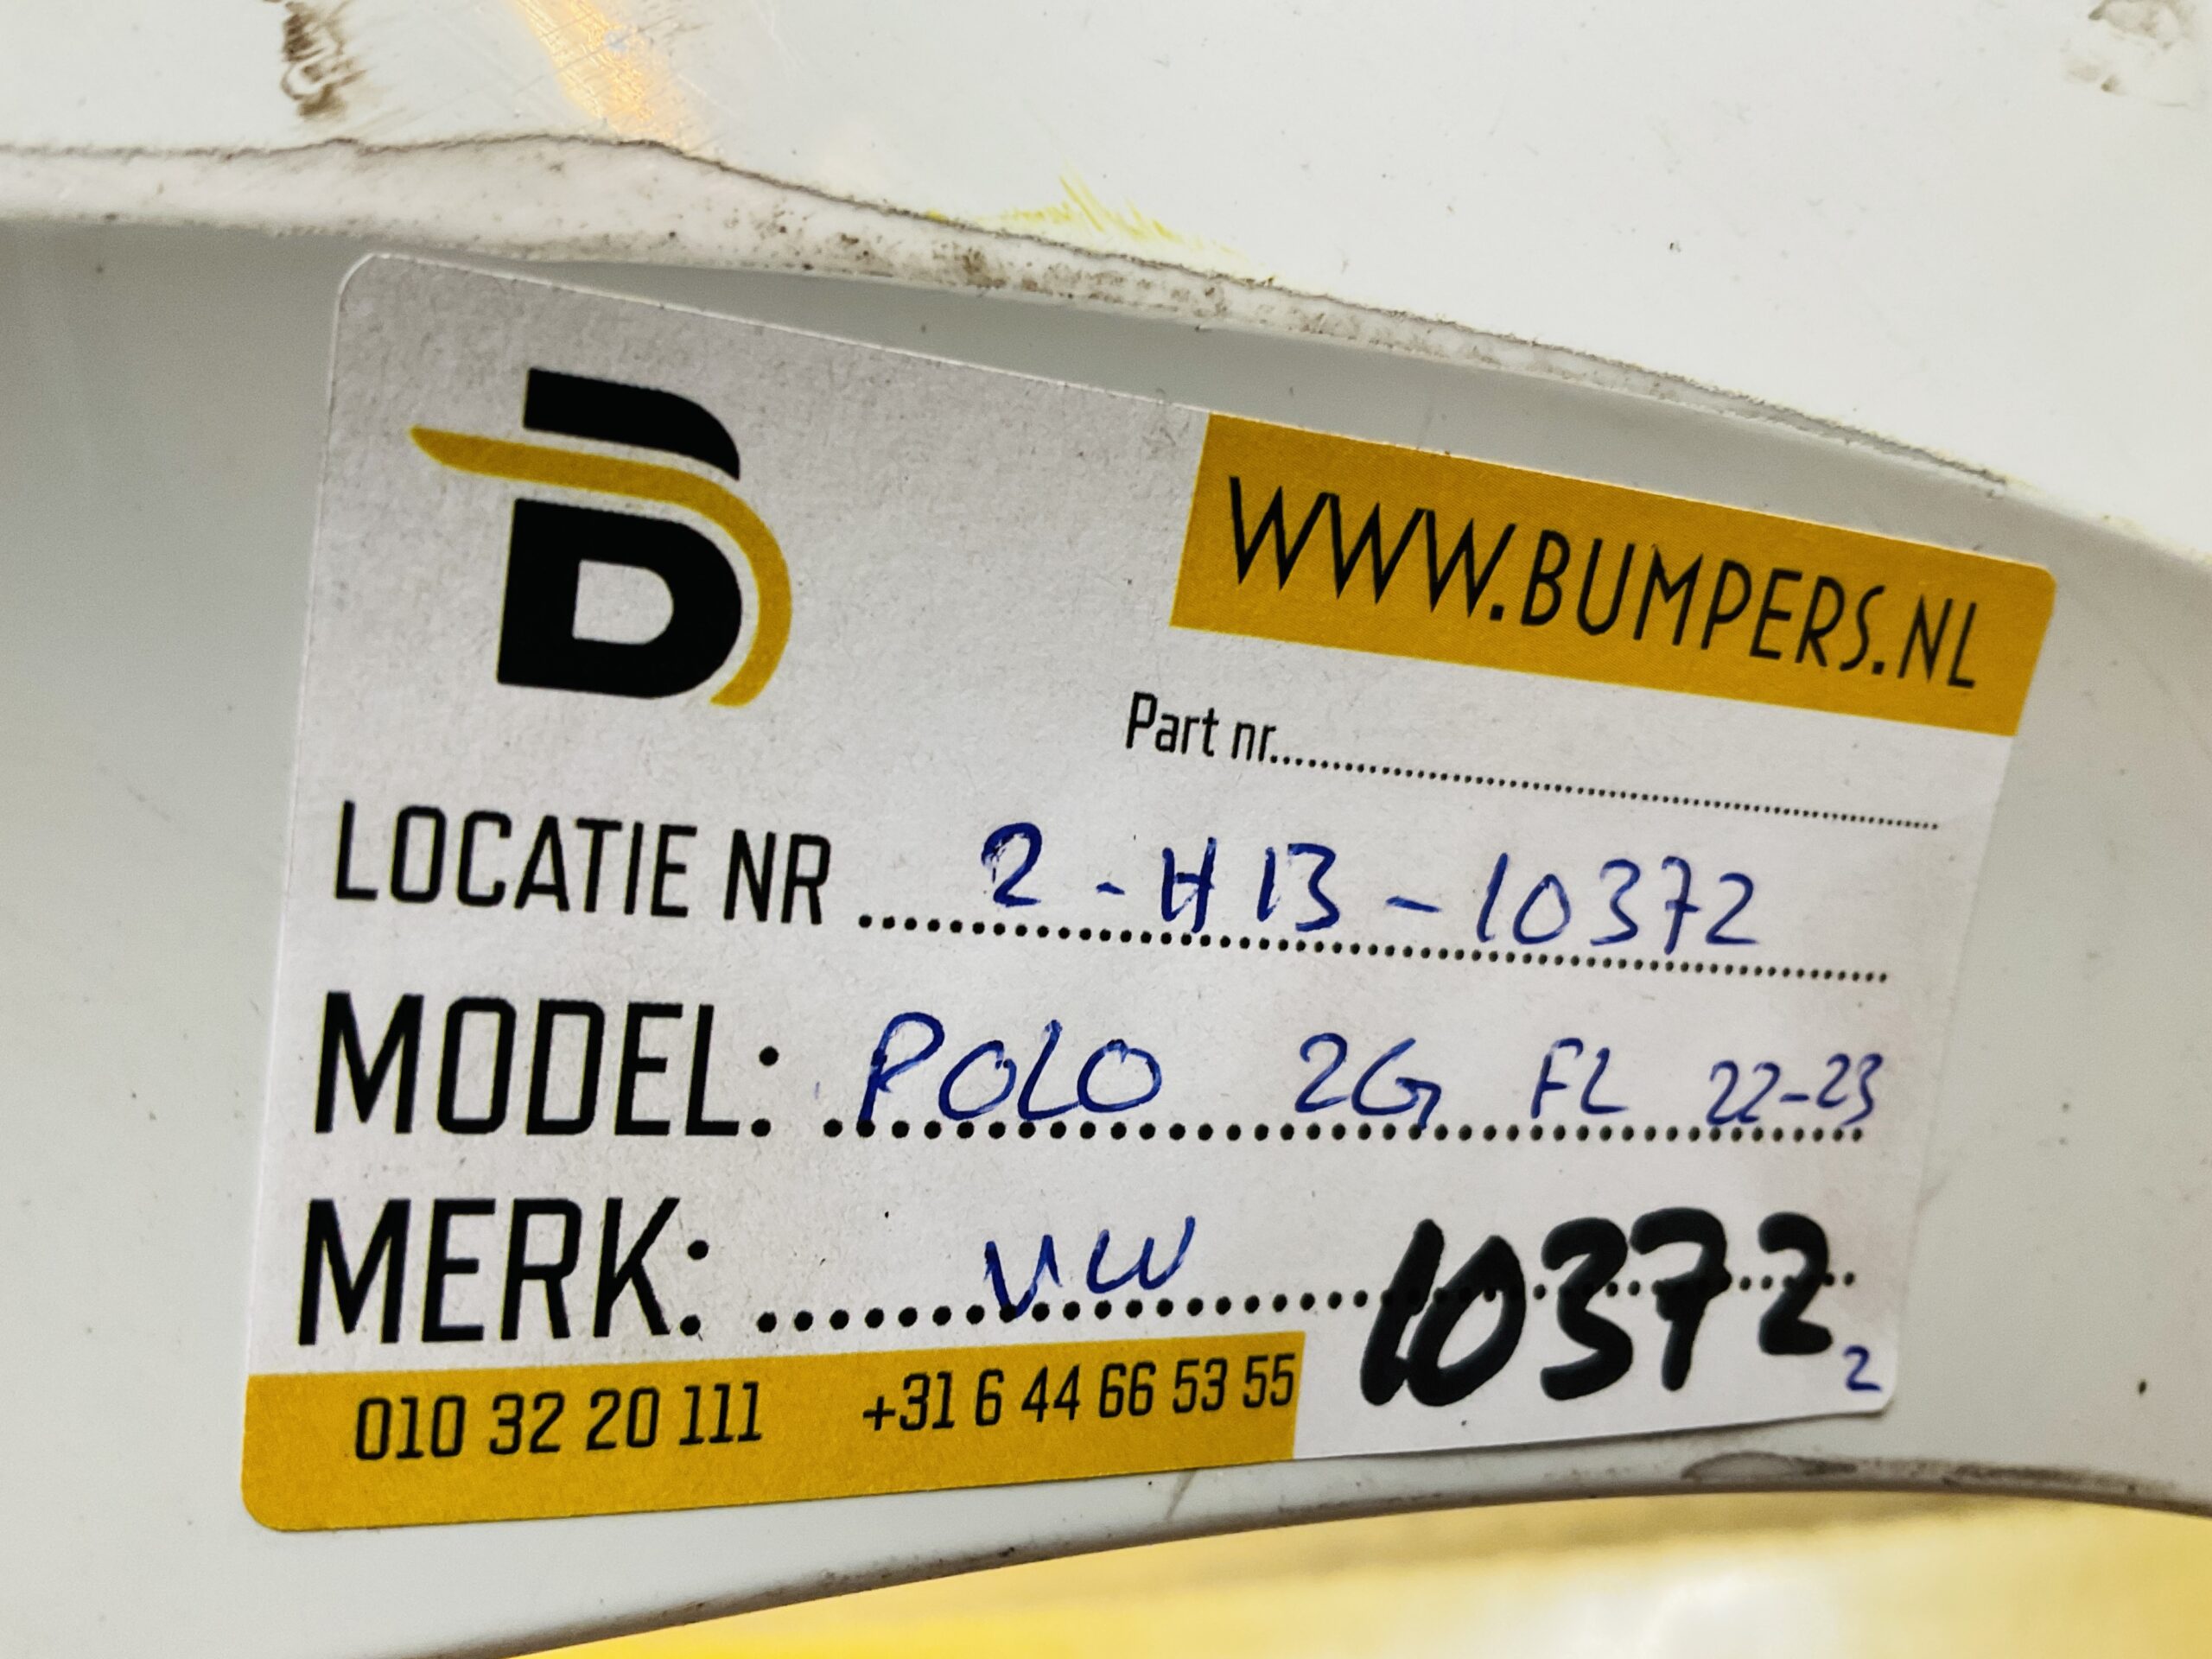 B
WWW.BUMPERS.NL
Part nr.....
LOCATIE NR ..... 2-H13-10372
MODEL: ..... POLO 2G FL 22-23
MERK: ..... VW 10372
2
010 32 20 111 +31 6 44 66 53 55